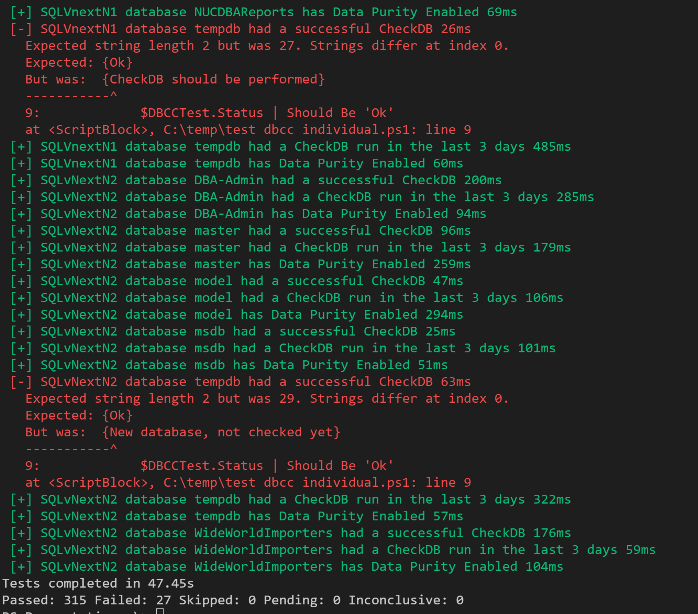 [+] SQLVnextN1 database NUCDBAReports has Data Purity Enabled 69ms
[-] SQLVnextN1 database tempdb had a successful CheckDB 26ms
Expected string length 2 but was 27. Strings differ at index 0.
Expected: {Ok}
But was:  {CheckDB should be performed}
-----------^
9:             $DBCCTest.Status | Should Be 'Ok'
at <ScriptBlock>, C:\temp\test dbcc individual.ps1: line 9
[+] SQLVnextN1 database tempdb had a CheckDB run in the last 3 days 485ms
[+] SQLVnextN1 database tempdb has Data Purity Enabled 60ms
[+] SQLvNextN2 database DBA-Admin had a successful CheckDB 200ms
[+] SQLvNextN2 database DBA-Admin had a CheckDB run in the last 3 days 285ms
[+] SQLvNextN2 database DBA-Admin has Data Purity Enabled 94ms
[+] SQLvNextN2 database master had a successful CheckDB 96ms
[+] SQLvNextN2 database master had a CheckDB run in the last 3 days 179ms
[+] SQLvNextN2 database master has Data Purity Enabled 259ms
[+] SQLvNextN2 database model had a successful CheckDB 47ms
[+] SQLvNextN2 database model had a CheckDB run in the last 3 days 106ms
[+] SQLvNextN2 database model has Data Purity Enabled 294ms
[+] SQLvNextN2 database msdb had a successful CheckDB 25ms
[+] SQLvNextN2 database msdb had a CheckDB run in the last 3 days 101ms
[+] SQLvNextN2 database msdb has Data Purity Enabled 51ms
[-] SQLvNextN2 database tempdb had a successful CheckDB 63ms
Expected string length 2 but was 29. Strings differ at index 0.
Expected: {Ok}
But was:  {New database, not checked yet}
-----------^
9:             $DBCCTest.Status | Should Be 'Ok'
at <ScriptBlock>, C:\temp\test dbcc individual.ps1: line 9
[+] SQLvNextN2 database tempdb had a CheckDB run in the last 3 days 322ms
[+] SQLvNextN2 database tempdb has Data Purity Enabled 57ms
[+] SQLvNextN2 database WideWorldImporters had a successful CheckDB 176ms
[+] SQLvNextN2 database WideWorldImporters had a CheckDB run in the last 3 days 59ms
[+] SQLvNextN2 database WideWorldImporters has Data Purity Enabled 104ms
Tests completed in 47.45s
Passed: 315 Failed: 27 Skipped: 0 Pending: 0 Inconclusive: 0